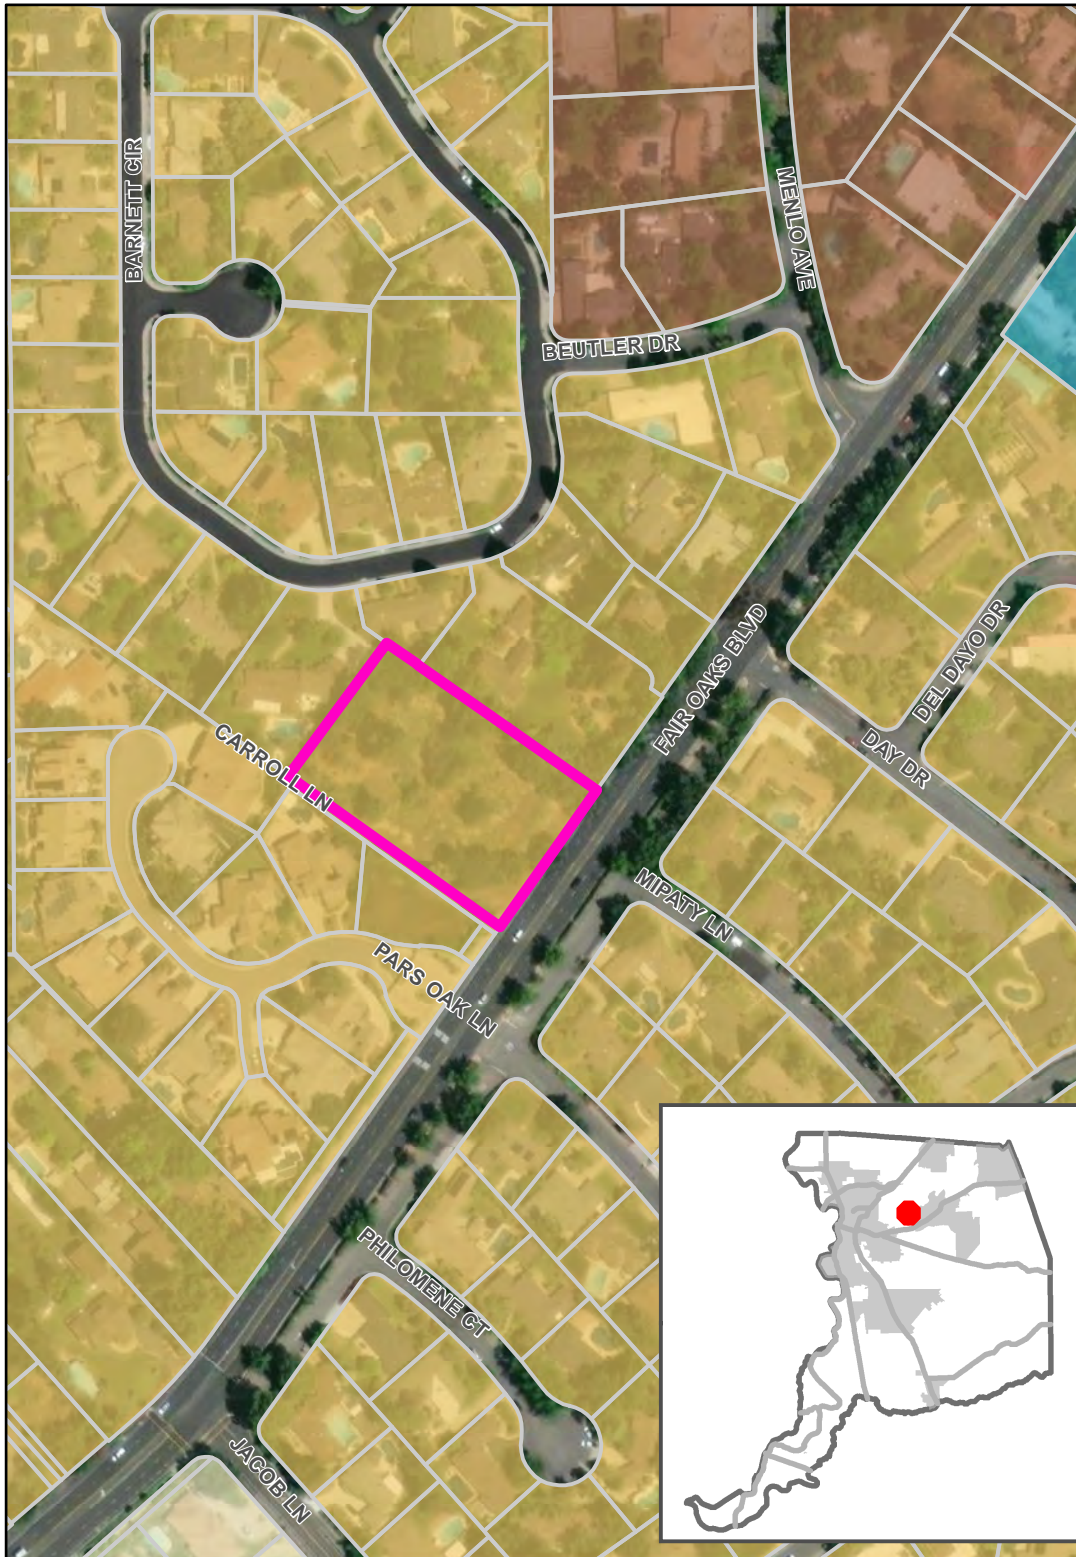 BARNETT CIR
MENLO AVE
BEUTLER DR
FAIR OAKS BLVD
DEL DAYO DR
DAY DR
CARROLL LN
MIPATY LN
PARS OAK LN
PHILOMENE CT
JACOB LN